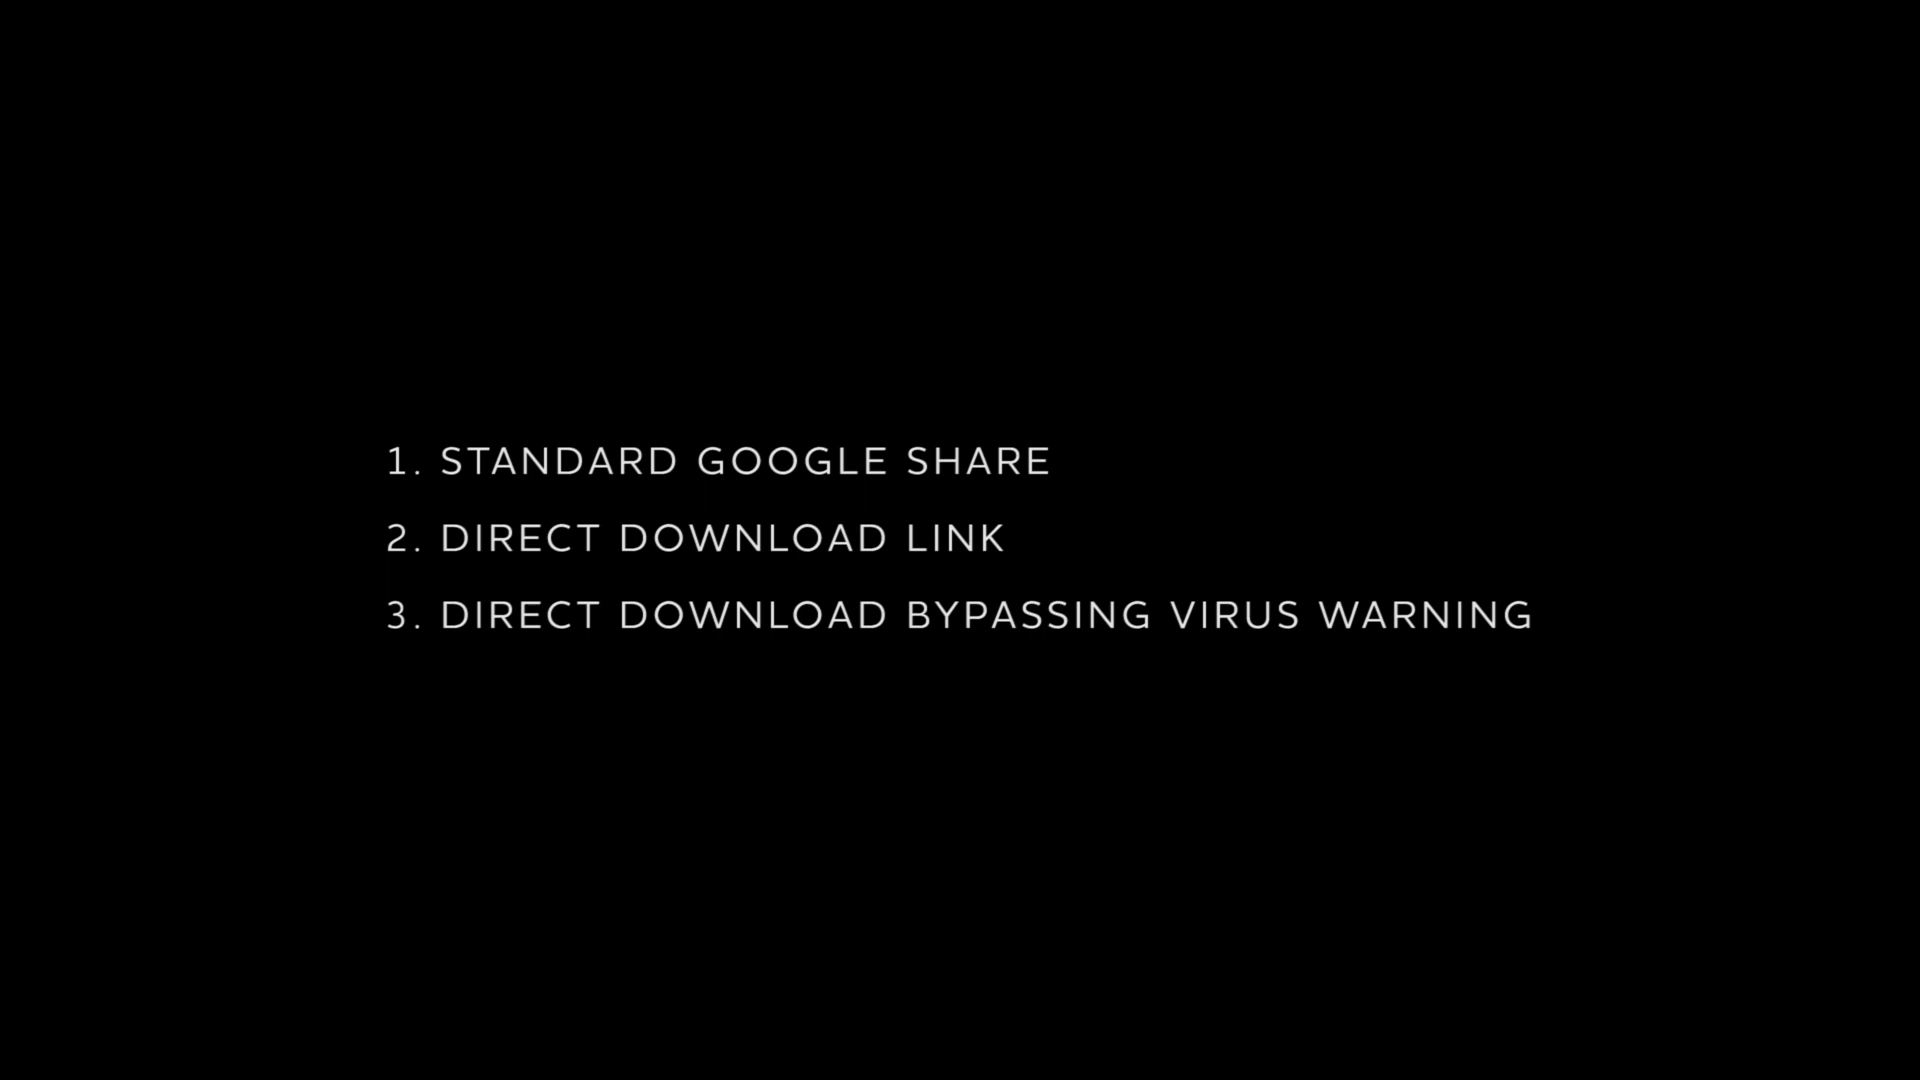 1. STANDARD GOOGLE SHARE
2. DIRECT DOWNLOAD LINK
3. DIRECT DOWNLOAD BYPASSING VIRUS WARNING